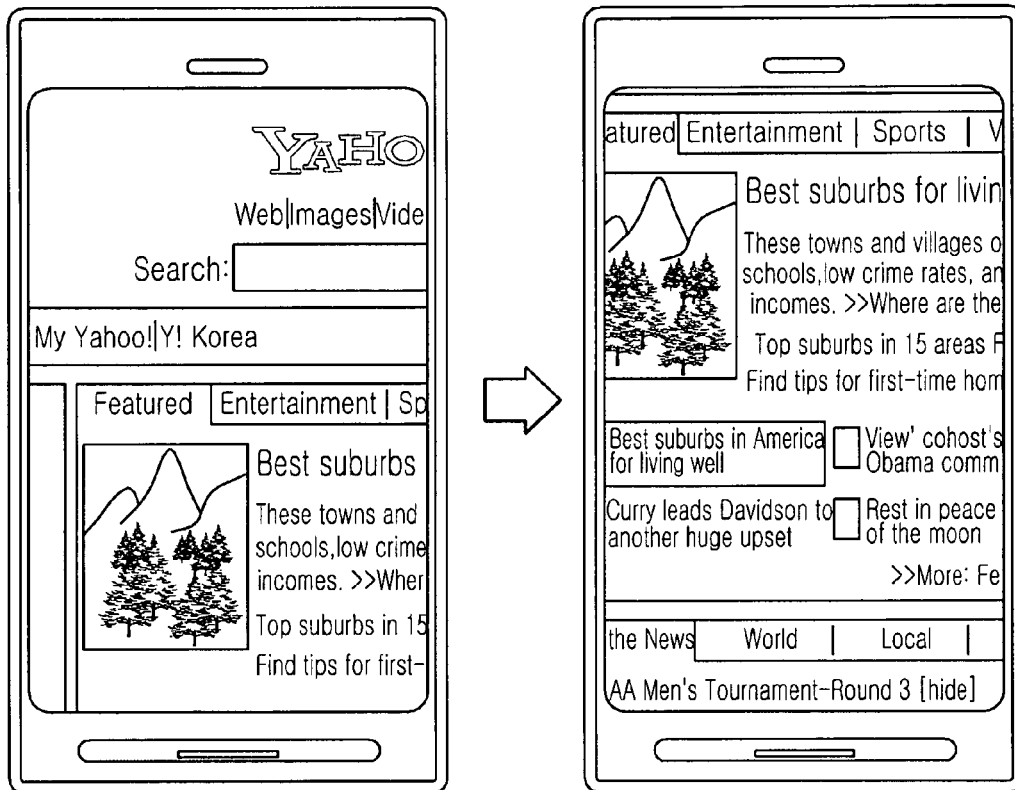 YAHO
Web|Images|Vide
Search:
My Yahoo!|Y! Korea
Featured Entertainment | Sp
Best suburbs
These towns and
schools,low crime
incomes. >>Wher
Top suburbs in 15
Find tips for first-
atured Entertainment | Sports | V
Best suburbs for livin
These towns and villages o
schools,low crime rates, an
incomes. >>Where are the
Top suburbs in 15 areas F
Find tips for first-time hom
Best suburbs in America
for living well
View' cohost's
Obama comm
Curry leads Davidson to
another huge upset
Rest in peace
of the moon
>>More: Fe
the News World | Local |
AA Men's Tournament-Round 3 [hide]